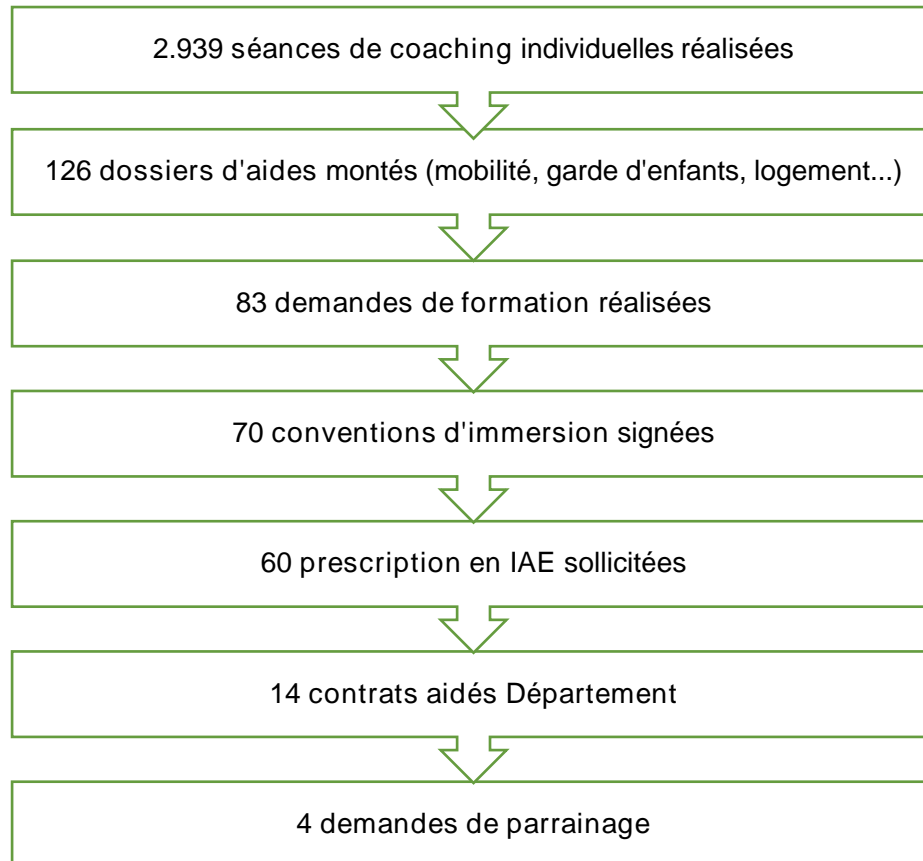 2.939 séances de coaching individuelles réalisées
126 dossiers d'aides montés (mobilité, garde d'enfants, logement...)
83 demandes de formation réalisées
70 conventions d'immersion signées
60 prescription en IAE sollicitées
14 contrats aidés Département
4 demandes de parrainage